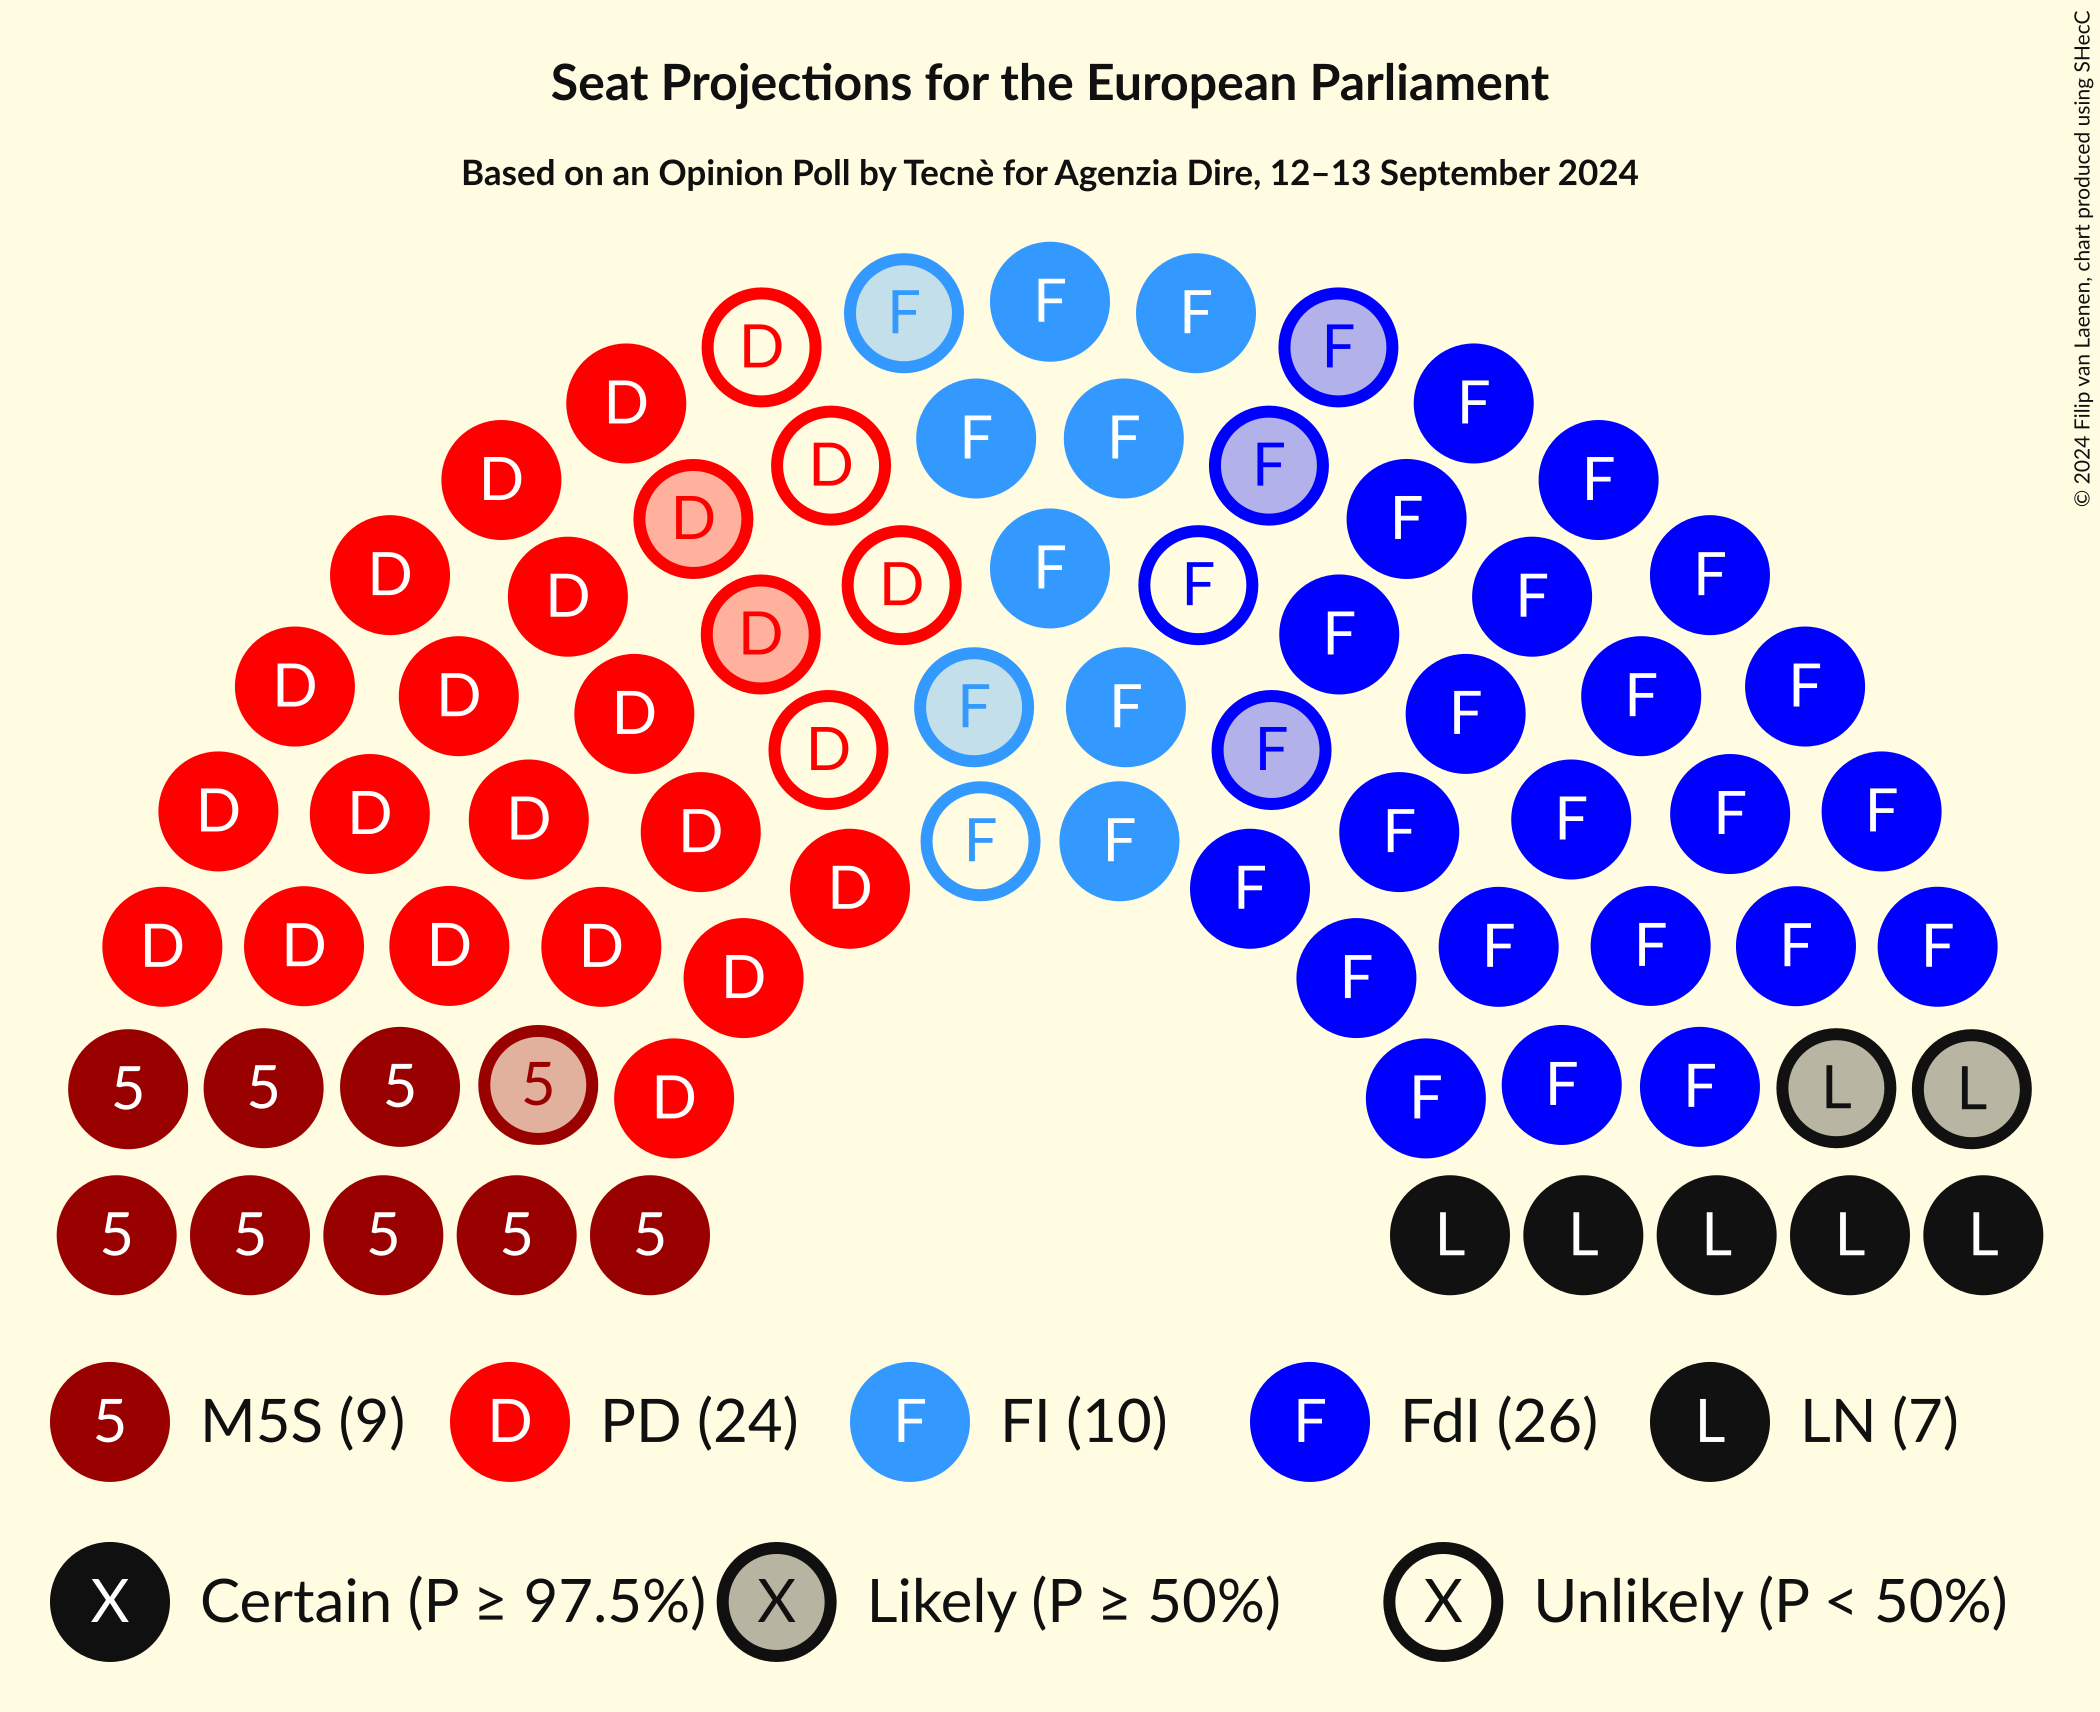 Seat Projections for the European Parliament
Based on an Opinion Poll by Tecnè for Agenzia Dire, 12–13 September 2024
© 2024 Filip van Laenen, chart produced using SHecC
F F F
D F
D F F F
D D F F
D D F F
D D F F F F
D D F F
D D F F
D D F F F F
D D D D F F F F
D F F D
D F
D D D D F F F F
D F
5 5 5 5 D F F F L L
5 5 5 5 5 L L L L L
5 M5S (9) D PD (24) F FI (10) F FdI (26) L LN (7)
X Certain (P ≥ 97.5%) X Likely (P ≥ 50%) X Unlikely (P < 50%)